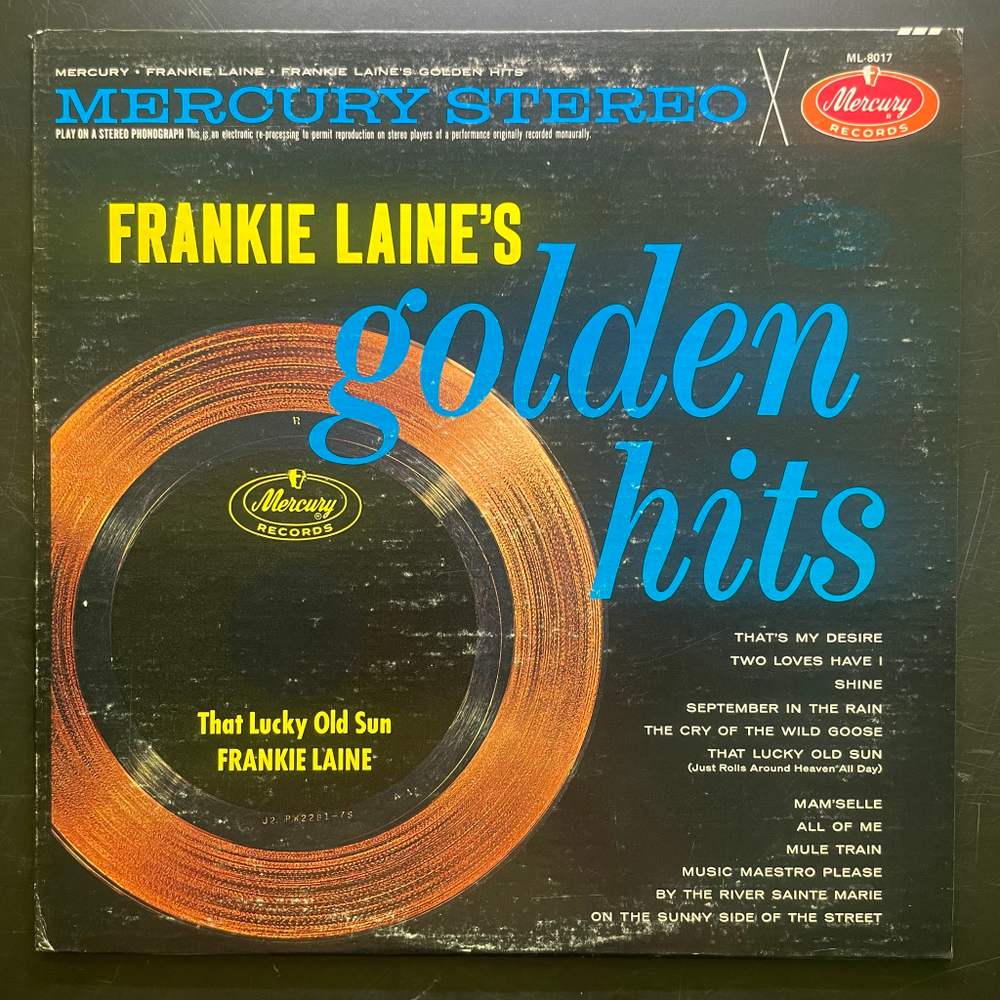 ML-8017
MERCURY • FRANKIE LAINE • FRANKIE LAINE'S GOLDEN HITS
MERCURY STEREO
PLAY ON A STEREO PHONOGRAPH This is an electronic re-processing to permit reproduction on stereo players of a performance originally recorded monaurally.
Mercury
®
RECORDS
FRANKIE LAINE'S
golden
hits
R
Mercury
®
RECORDS
That Lucky Old Sun
FRANKIE LAINE
A 1
THAT'S MY DESIRE
TWO LOVES HAVE I
SHINE
SEPTEMBER IN THE RAIN
THE CRY OF THE WILD GOOSE
THAT LUCKY OLD SUN
(Just Rolls Around Heaven All Day)
MAM'SELLE
ALL OF ME
MULE TRAIN
MUSIC MAESTRO PLEASE
BY THE RIVER SAINTE MARIE
ON THE SUNNY SIDE OF THE STREET